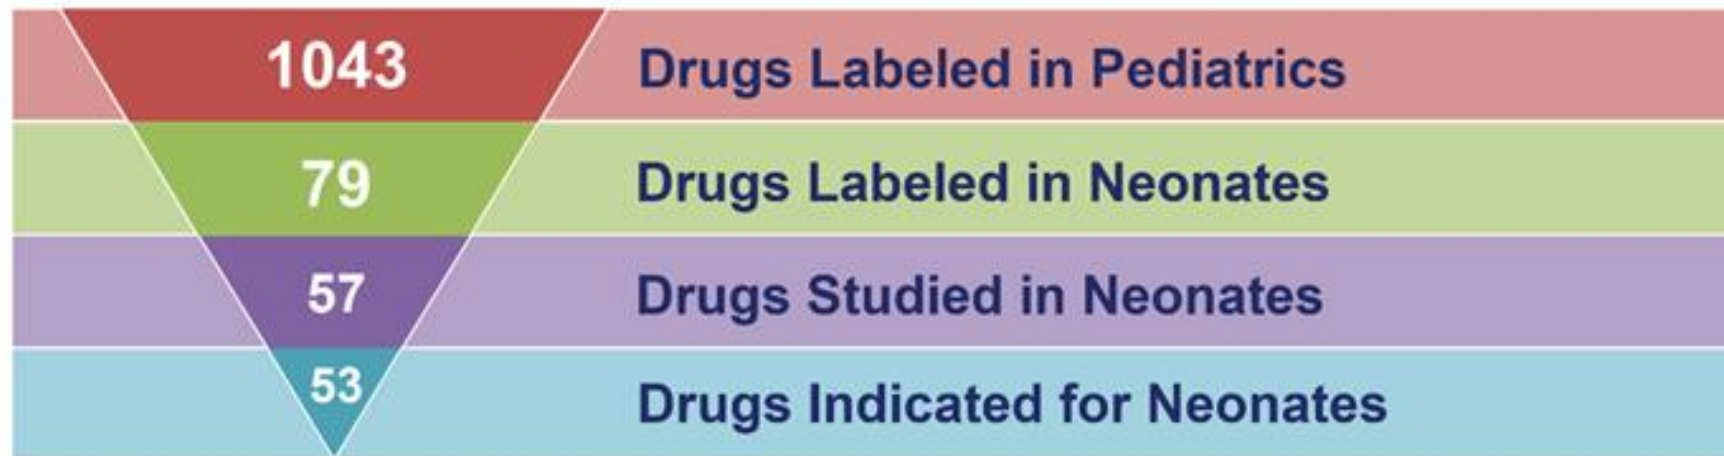 1043 Drugs Labeled in Pediatrics
79 Drugs Labeled in Neonates
57 Drugs Studied in Neonates
53 Drugs Indicated for Neonates